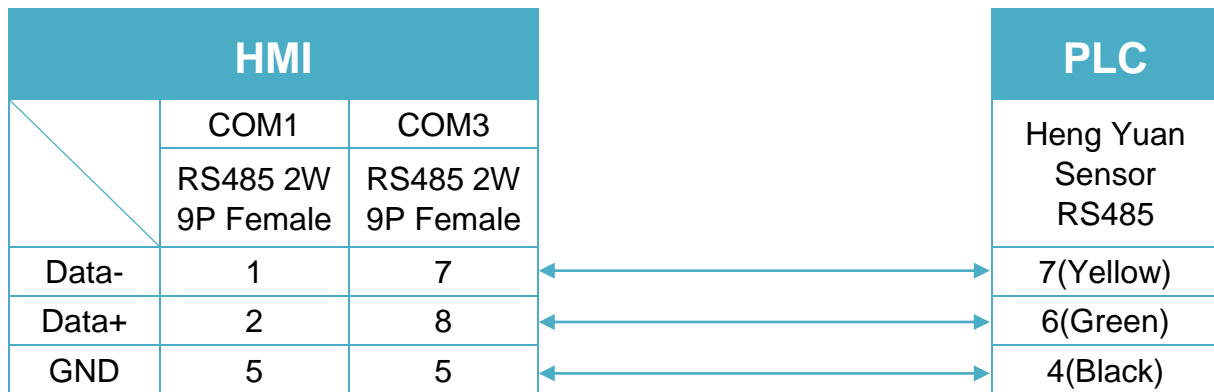 HMI PLC
COM1 COM3
RS485 2W RS485 2W
9P Female 9P Female
Heng Yuan
Sensor
RS485
Data- 1 7 7(Yellow)
Data+ 2 8 6(Green)
GND 5 5 4(Black)